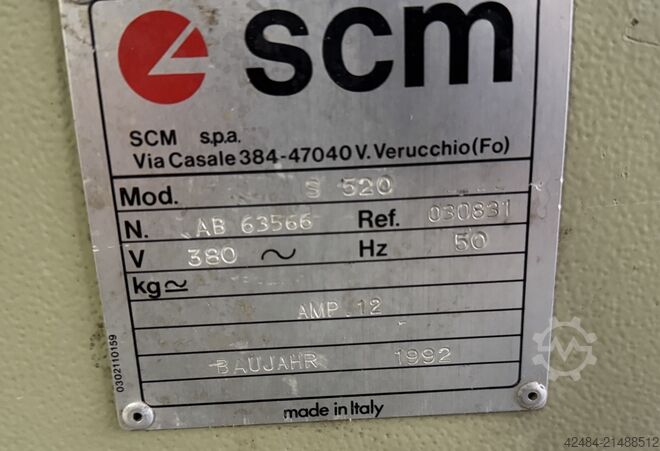 scm
SCM s.p.a.
Via Casale 384-47040 V. Verucchio (Fo)
Mod. S 520
N. AB 63566 Ref. 030831
V 380 ~ Hz 50
kg≃
AMP. 12
BAUJAHR 1992
made in Italy
0302110159
42484-21488512